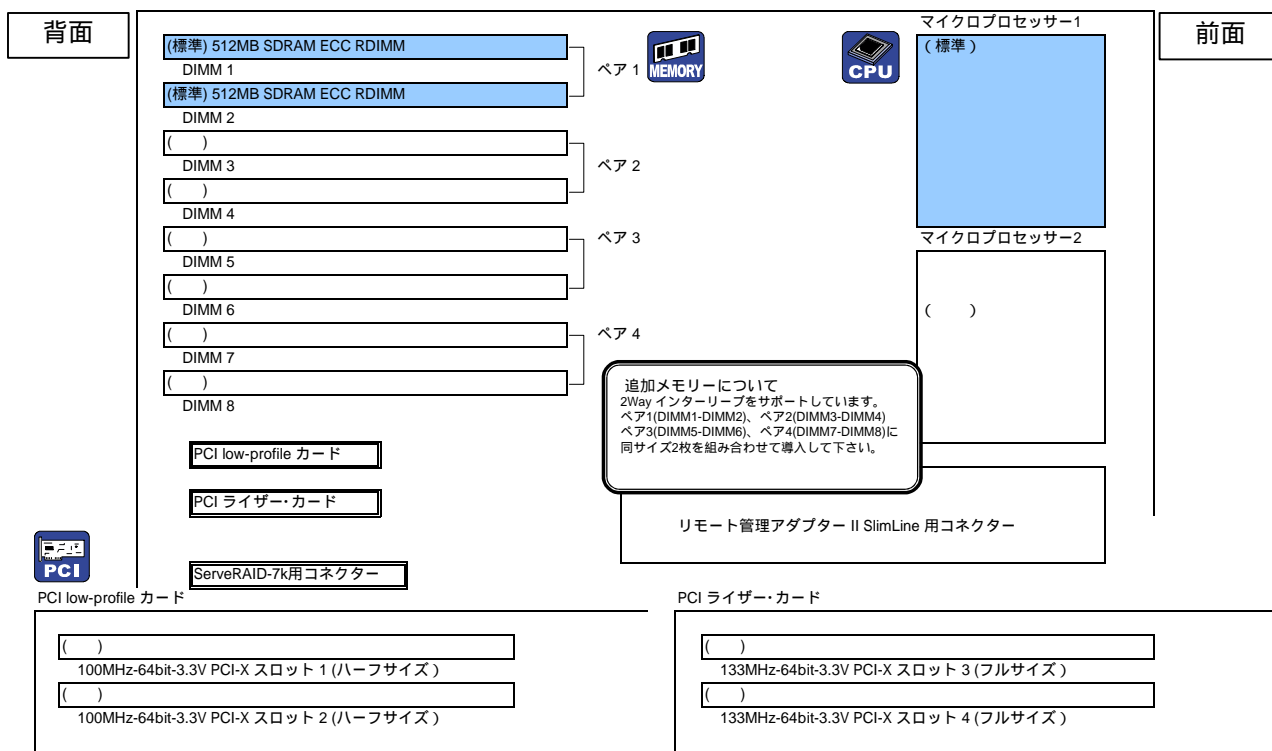 背面
前面
マイクロプロセッサー1
(標準) 512MB SDRAM ECC RDIMM
DIMM 1
ペア 1
MEMORY
CPU
(標準)
(標準) 512MB SDRAM ECC RDIMM
DIMM 2
( )
DIMM 3
ペア 2
( )
DIMM 4
( )
ペア 3
マイクロプロセッサー2
DIMM 5
( )
DIMM 6
( )
( )
ペア 4
DIMM 7
( )
DIMM 8
追加メモリーについて
2Way インターリーブをサポートしています。
ペア1(DIMM1-DIMM2)、ペア2(DIMM3-DIMM4)
ペア3(DIMM5-DIMM6)、ペア4(DIMM7-DIMM8)に
同サイズ2枚を組み合わせて導入して下さい。
PCI low-profile カード
PCI ライザー・カード
リモート管理アダプター II SlimLine 用コネクター
PCI
ServeRAID-7k用コネクター
PCI low-profile カード
( )
100MHz-64bit-3.3V PCI-X スロット 1 (ハーフサイズ)
( )
100MHz-64bit-3.3V PCI-X スロット 2 (ハーフサイズ)
PCI ライザー・カード
( )
133MHz-64bit-3.3V PCI-X スロット 3 (フルサイズ)
( )
133MHz-64bit-3.3V PCI-X スロット 4 (フルサイズ)